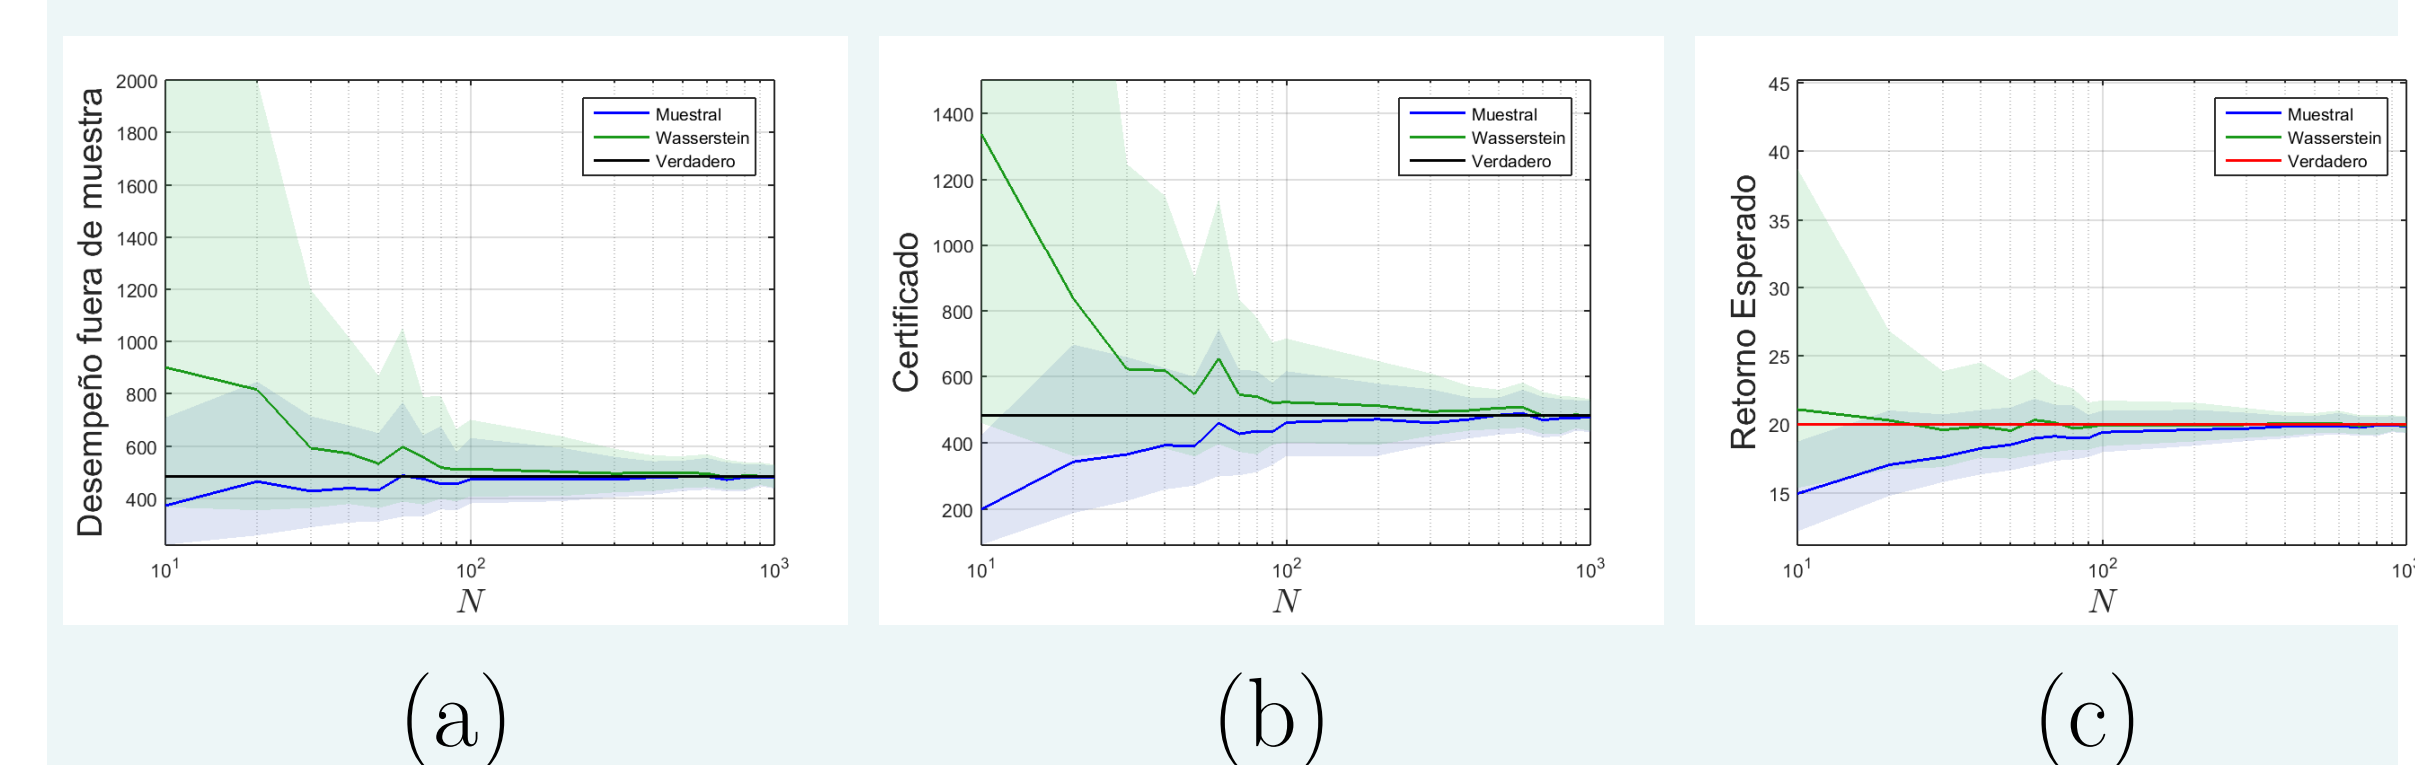 Desempeño fuera de muestra
2000
1800
1600
1400
1200
1000
800
600
400
10¹
10²
10³
N
Muestral
Wasserstein
Verdadero
(a)
Certificado
1400
1200
1000
800
600
400
200
10¹
10²
10³
N
Muestral
Wasserstein
Verdadero
(b)
Retorno Esperado
45
40
35
30
25
20
15
10¹
10²
10³
N
Muestral
Wasserstein
Verdadero
(c)